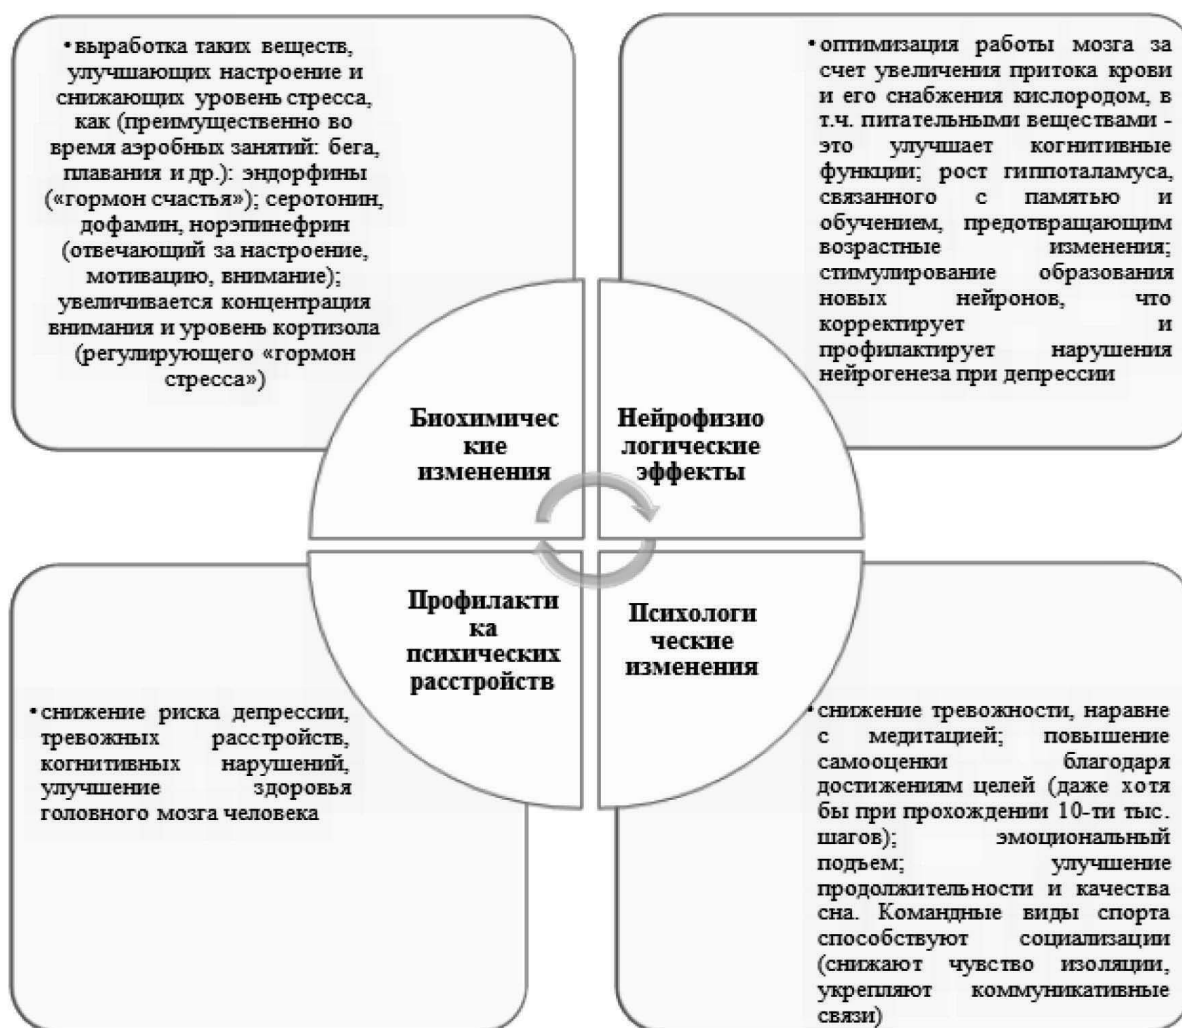 •выработка таких веществ,
улучшающих настроение и
снижающих уровень стресса,
как (преимущественно во
время аэробных занятий: бега,
плавания и др.): эндорфины
(«гормон счастья»); серотонин,
дофамин, норэпинефрин
(отвечающий за настроение,
мотивацию, внимание);
увеличивается концентрация
внимания и уровень кортизола
(регулирующего «гормон
стресса»)
•оптимизация работы мозга за
счет увеличения притока крови
и его снабжения кислородом, в
т.ч. питательными веществами -
это улучшает когнитивные
функции; рост гиппоталамуса,
связанного с памятью и
обучением, предотвращающим
возрастные изменения;
стимулирование образования
новых нейронов, что
корректирует и
профилактирует нарушения
нейрогенеза при депрессии
Биохимичес
кие
изменения
Нейрофизио
логические
эффекты
Профилакти
ка
психических
расстройств
Психологи
ческие
изменения
•снижение риска депрессии,
тревожных расстройств,
когнитивных нарушений,
улучшение здоровья
головного мозга человека
•снижение тревожности, наравне
с медитацией; повышение
самооценки благодаря
достижениям целей (даже хотя
бы при прохождении 10-ти тыс.
шагов); эмоциональный
подъем; улучшение
продолжительности и качества
сна. Командные виды спорта
способствуют социализации
(снижают чувство изоляции,
укрепляют коммуникативные
связи)